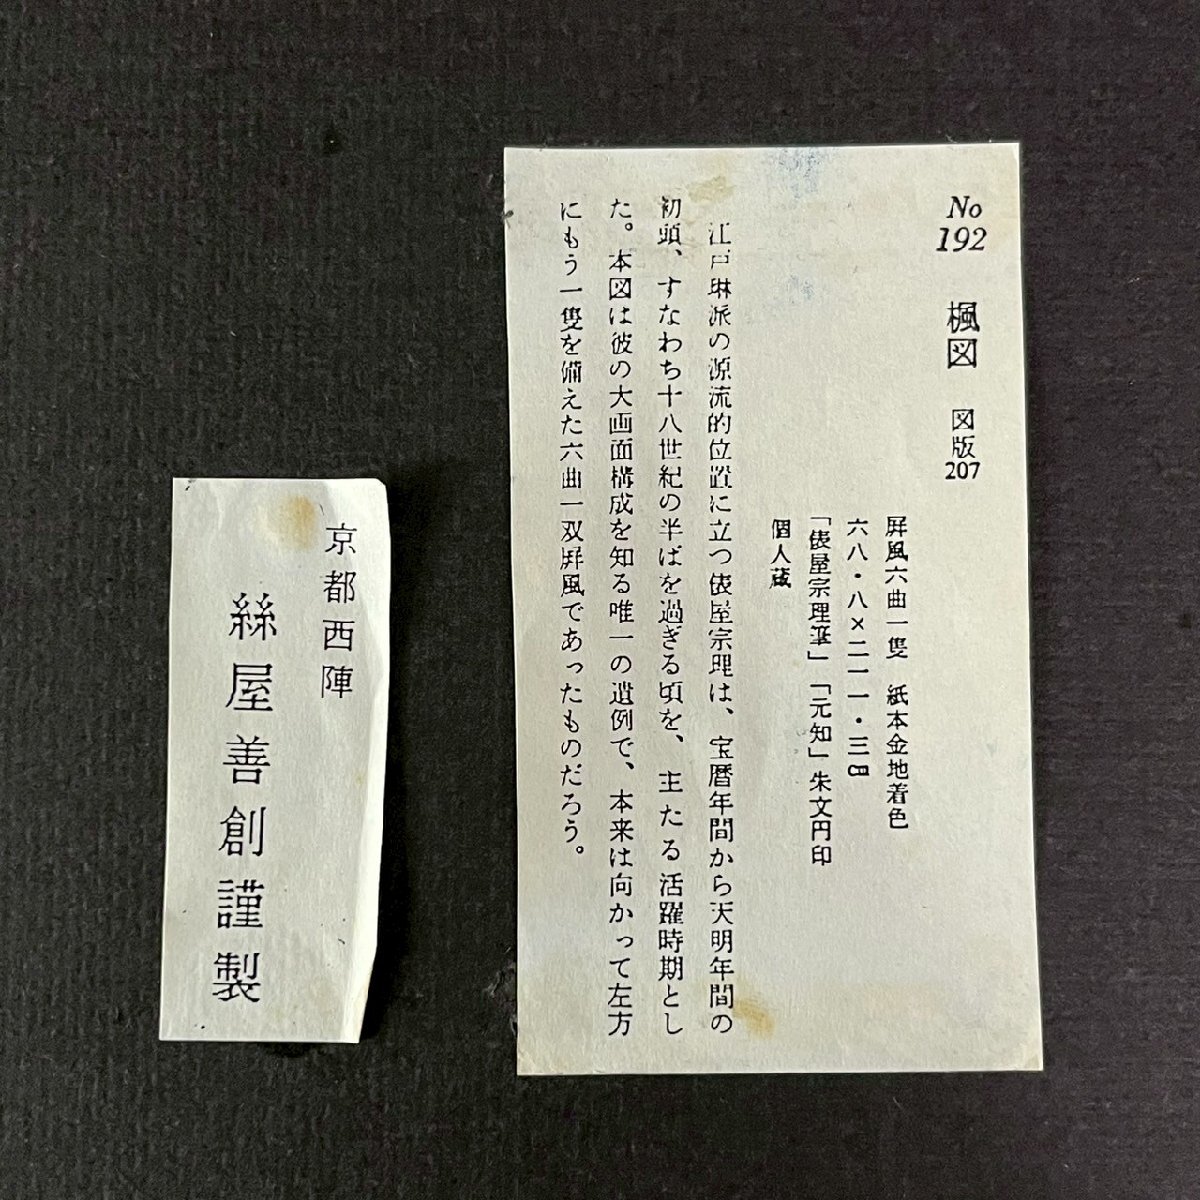 No 192 楓図 図版207
屏風六曲一隻 紙本金地着色
六八・八×二一一・三㎝
「俵屋宗理筆」「元知」朱文円印
個人蔵
江戸琳派の源流的位置に立つ俵屋宗理は、宝暦年間から天明年間の
初頭、すなわち十八世紀の半ばを過ぎる頃を、主たる活躍時期とし
た。本図は彼の大画面構成を知る唯一の遺例で、本来は向かって左方
にもう一隻を備えた六曲一双屏風であったものだろう。
京都西陣
絲屋善創謹製